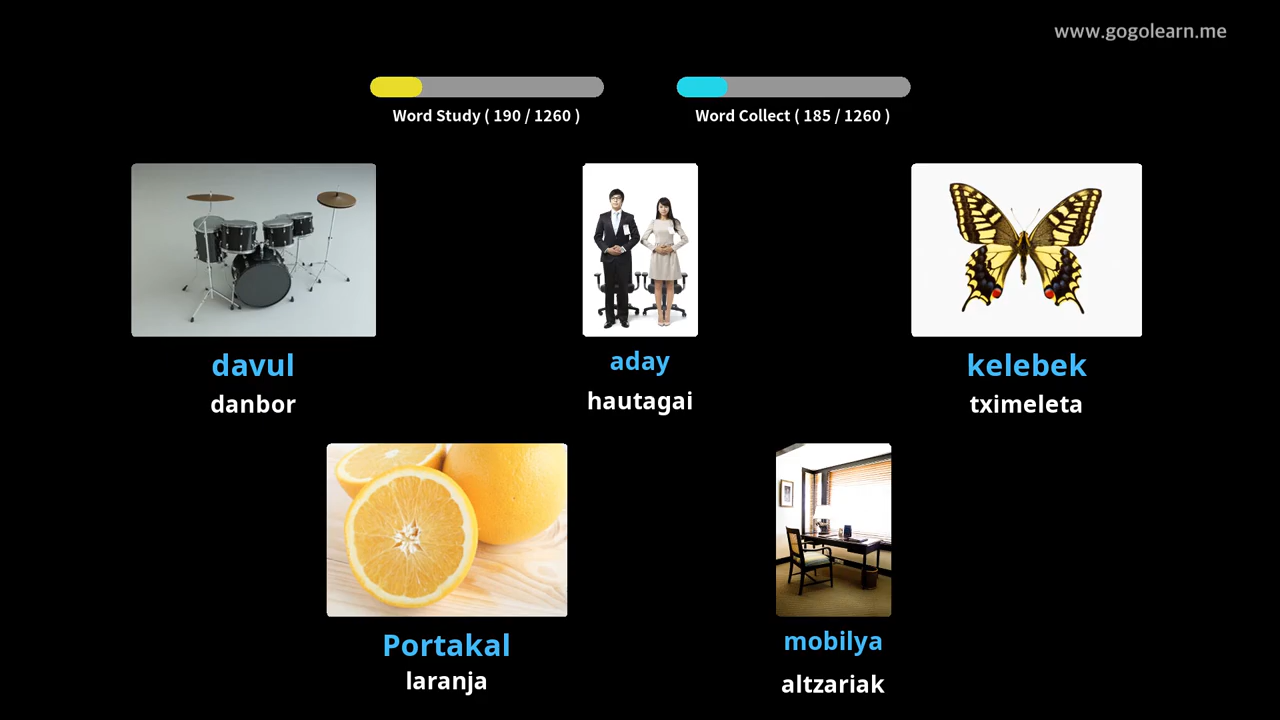 www.gogolearn.me
Word Study ( 190 / 1260 )
Word Collect ( 185 / 1260 )
davul
danbor
aday
hautagai
kelebek
tximeleta
Portakal
laranja
mobilya
altzariak